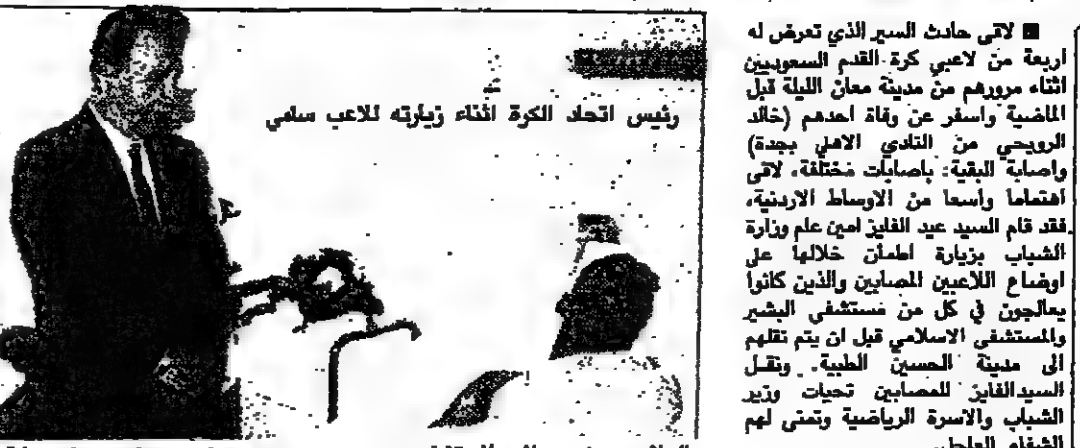 ■ لاقى حادث السير الذي تعرض له
اربعة من لاعبي كرة القدم السعوديين
اثناء مرورهم من مدينة معان الليلة قبل
الماضية واسفر عن وفاة احدهم (خالد
الرويحي من النادي الاهلي بجدة)
واصابة البقية: باصابات مختلفة، لاقى
اهتماما واسعا من الاوساط الاردنية،
فقد قام السيد عيد الفايز امين عام وزارة
الشباب بزيارة اطمأن خلالها على
اوضاع اللاعبين المصابين والذين كانوا
يعالجون في كل من مستشفى البشير
والمستشفى الاسلامي قبل ان يتم نقلهم
الى مدينة الحسين الطبية. ونقل
السيد الفايز للمصابين تحيات وزير
الشباب والاسرة الرياضية وتمنى لهم
الشفاء العاجل.
رئيس اتحاد الكرة اثناء زيارته للاعب سامي